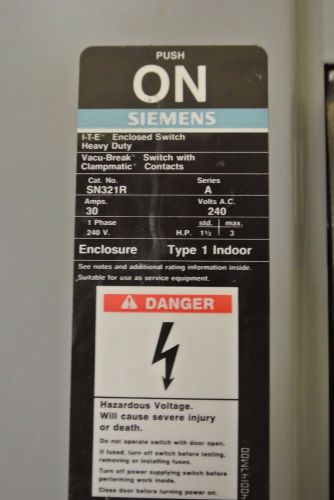 PUSH
ON
SIEMENS
I-T-E™ Enclosed Switch
Heavy Duty
Vacu-Break™ Switch with
Clampmatic™ Contacts
Cat. No. Series
SN321R A
Amps. Volts A.C.
30 240
1 Phase std. max.
240 V. H.P. 1½ 3
Enclosure Type 1 Indoor
See notes and additional rating information inside.
Suitable for use as service equipment.
DANGER
Hazardous Voltage.
Will cause severe injury
or death.
Do not operate switch with door open.
If fused, turn off switch before testing,
removing or installing fuses.
Turn off power supplying switch before
performing work inside.
Close door before turning power on.